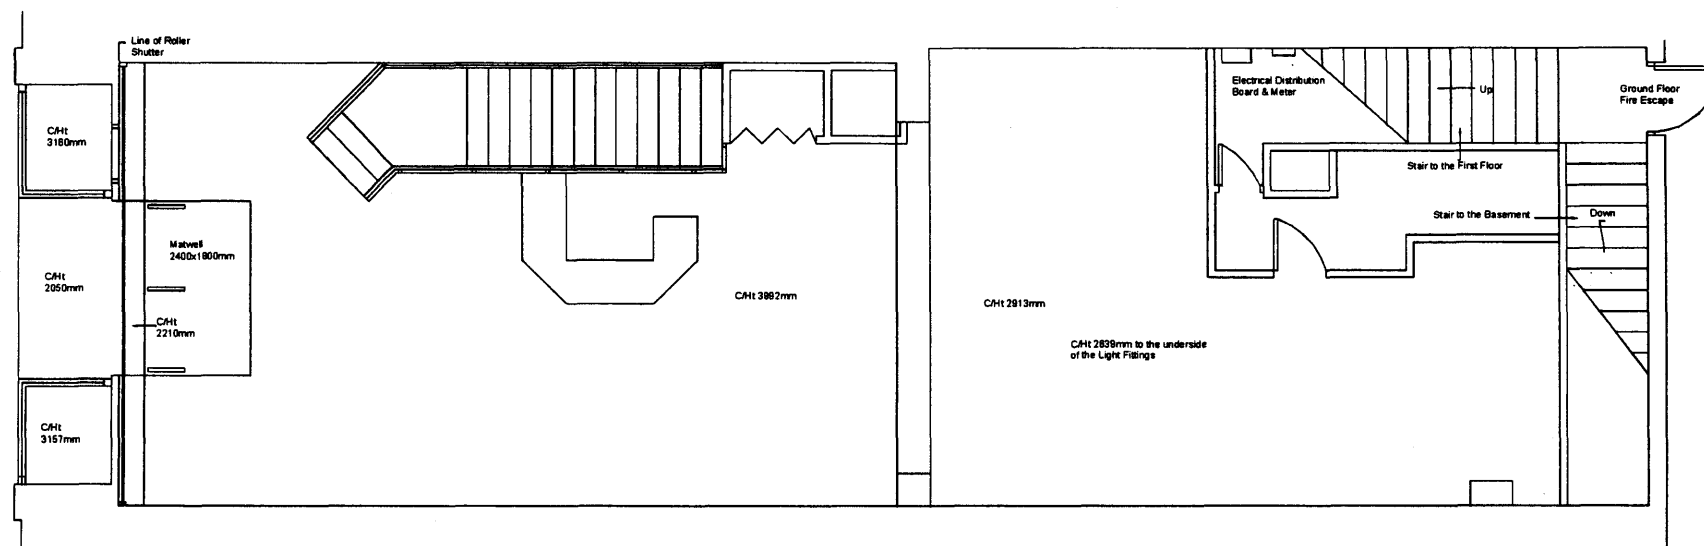 Line of Roller
Shutter
C/Ht
3180mm
C/Ht
2050mm
C/Ht
3157mm
Matwell
2400x1800mm
C/Ht
2210mm
C/Ht 3992mm
C/Ht 2913mm
C/Ht 2839mm to the underside
of the Light Fittings
Electrical Distribution
Board & Meter
Up
Stair to the First Floor
Stair to the Basement
Down
Ground Floor
Fire Escape